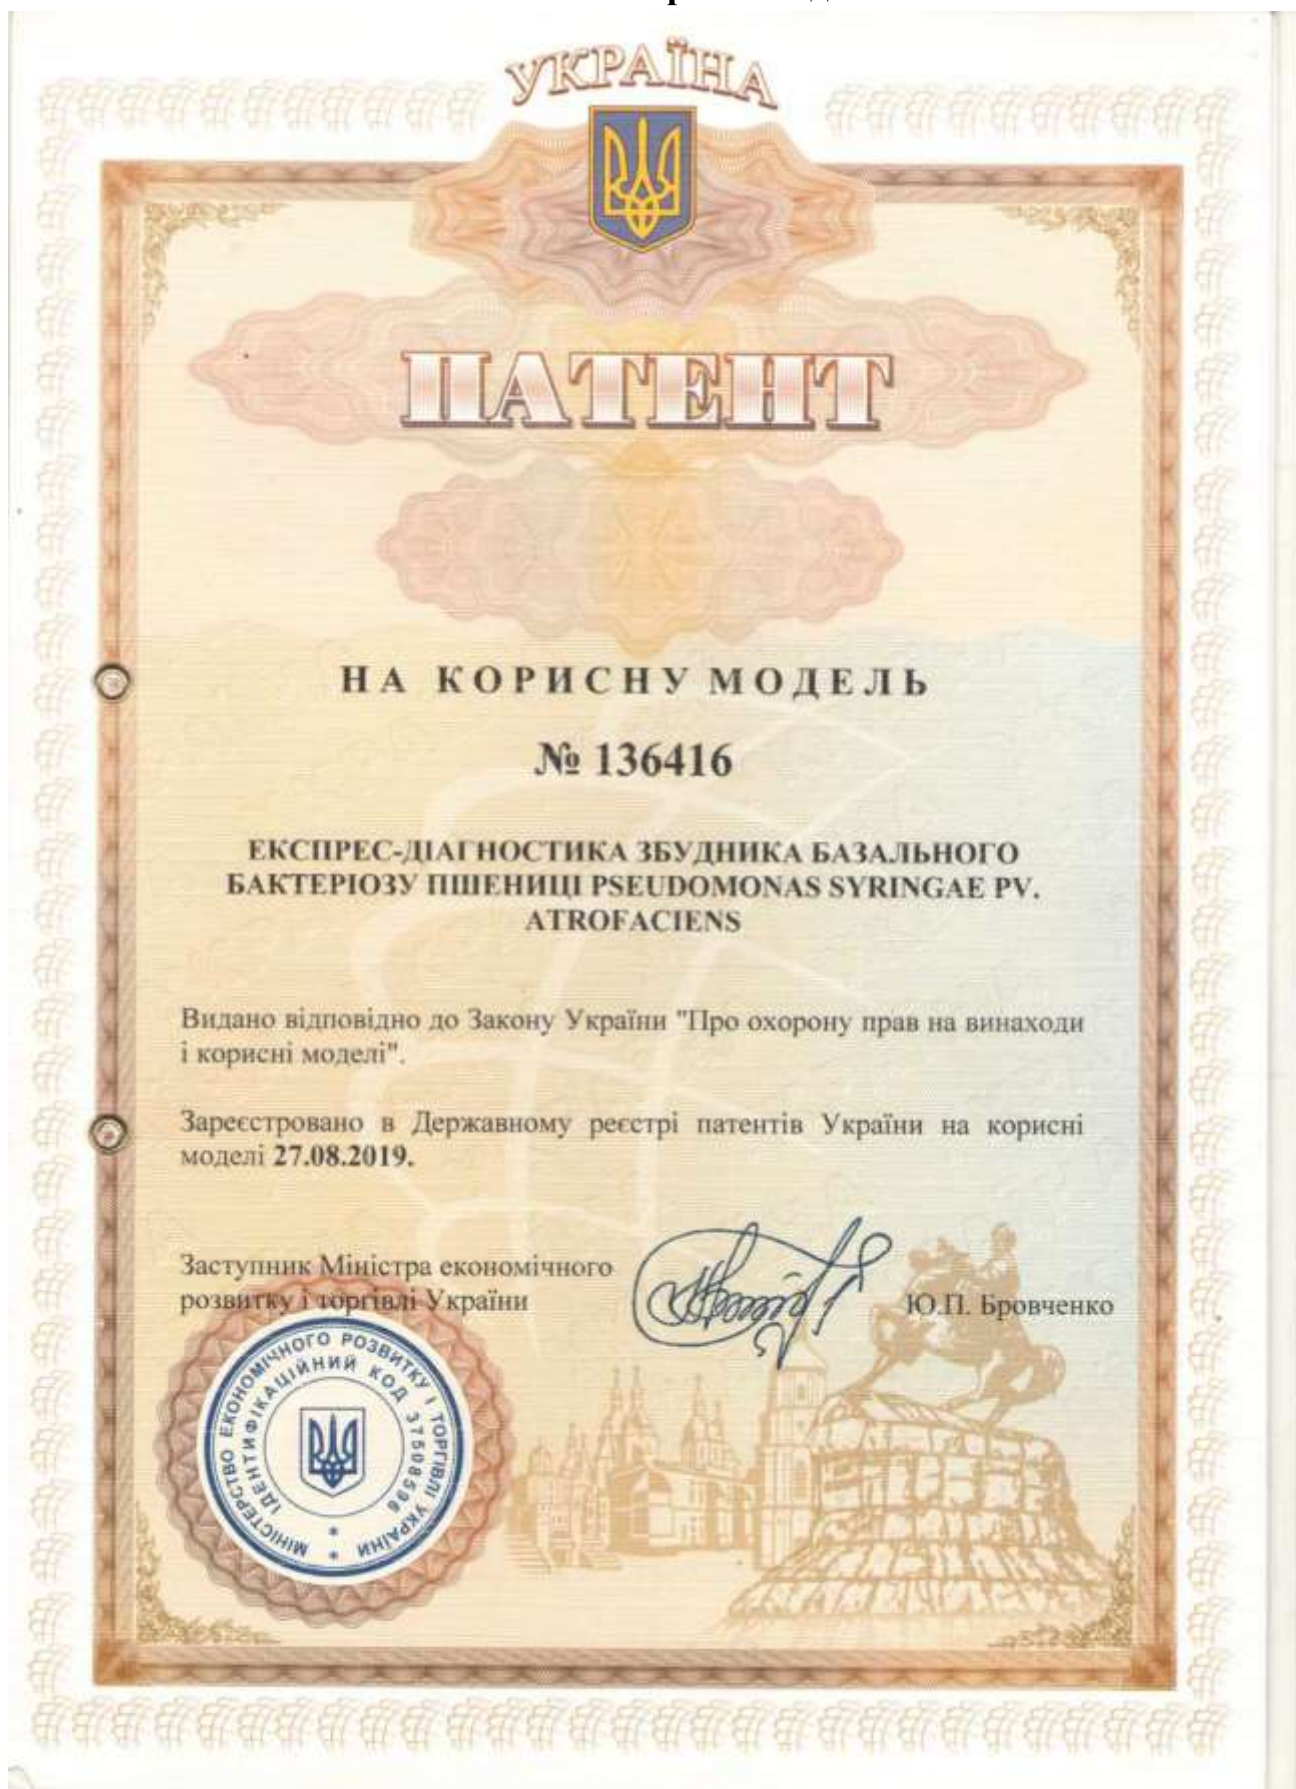 УКРАЇНА
ПАТЕНТ
НА КОРИСНУ МОДЕЛЬ
№ 136416
ЕКСПРЕС-ДІАГНОСТИКА ЗБУДНИКА БАЗАЛЬНОГО
БАКТЕРІОЗУ ПШЕНИЦІ PSEUDOMONAS SYRINGAE PV.
ATROFACIENS
Видано відповідно до Закону України "Про охорону прав на винаходи
і корисні моделі".
Зареєстровано в Державному реєстрі патентів України на корисні
моделі 27.08.2019.
Заступник Міністра економічного
розвитку і торгівлі України
Ю.П. Бровченко
МІНІСТЕРСТВО ЕКОНОМІЧНОГО РОЗВИТКУ І ТОРГІВЛІ УКРАЇНИ *
ІДЕНТИФІКАЦІЙНИЙ КОД 37508596 *